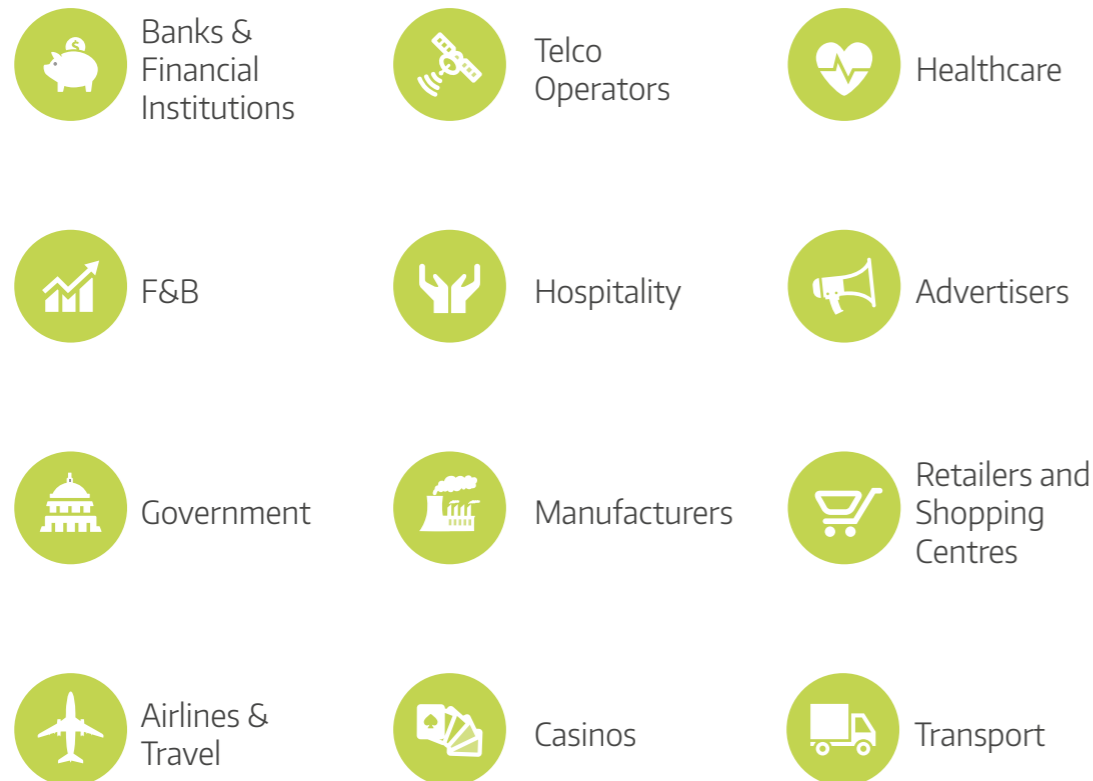 Banks &
Financial
Institutions
Telco
Operators
Healthcare
F&B
Hospitality
Advertisers
Government
Manufacturers
Retailers and
Shopping
Centres
Airlines &
Travel
Casinos
Transport